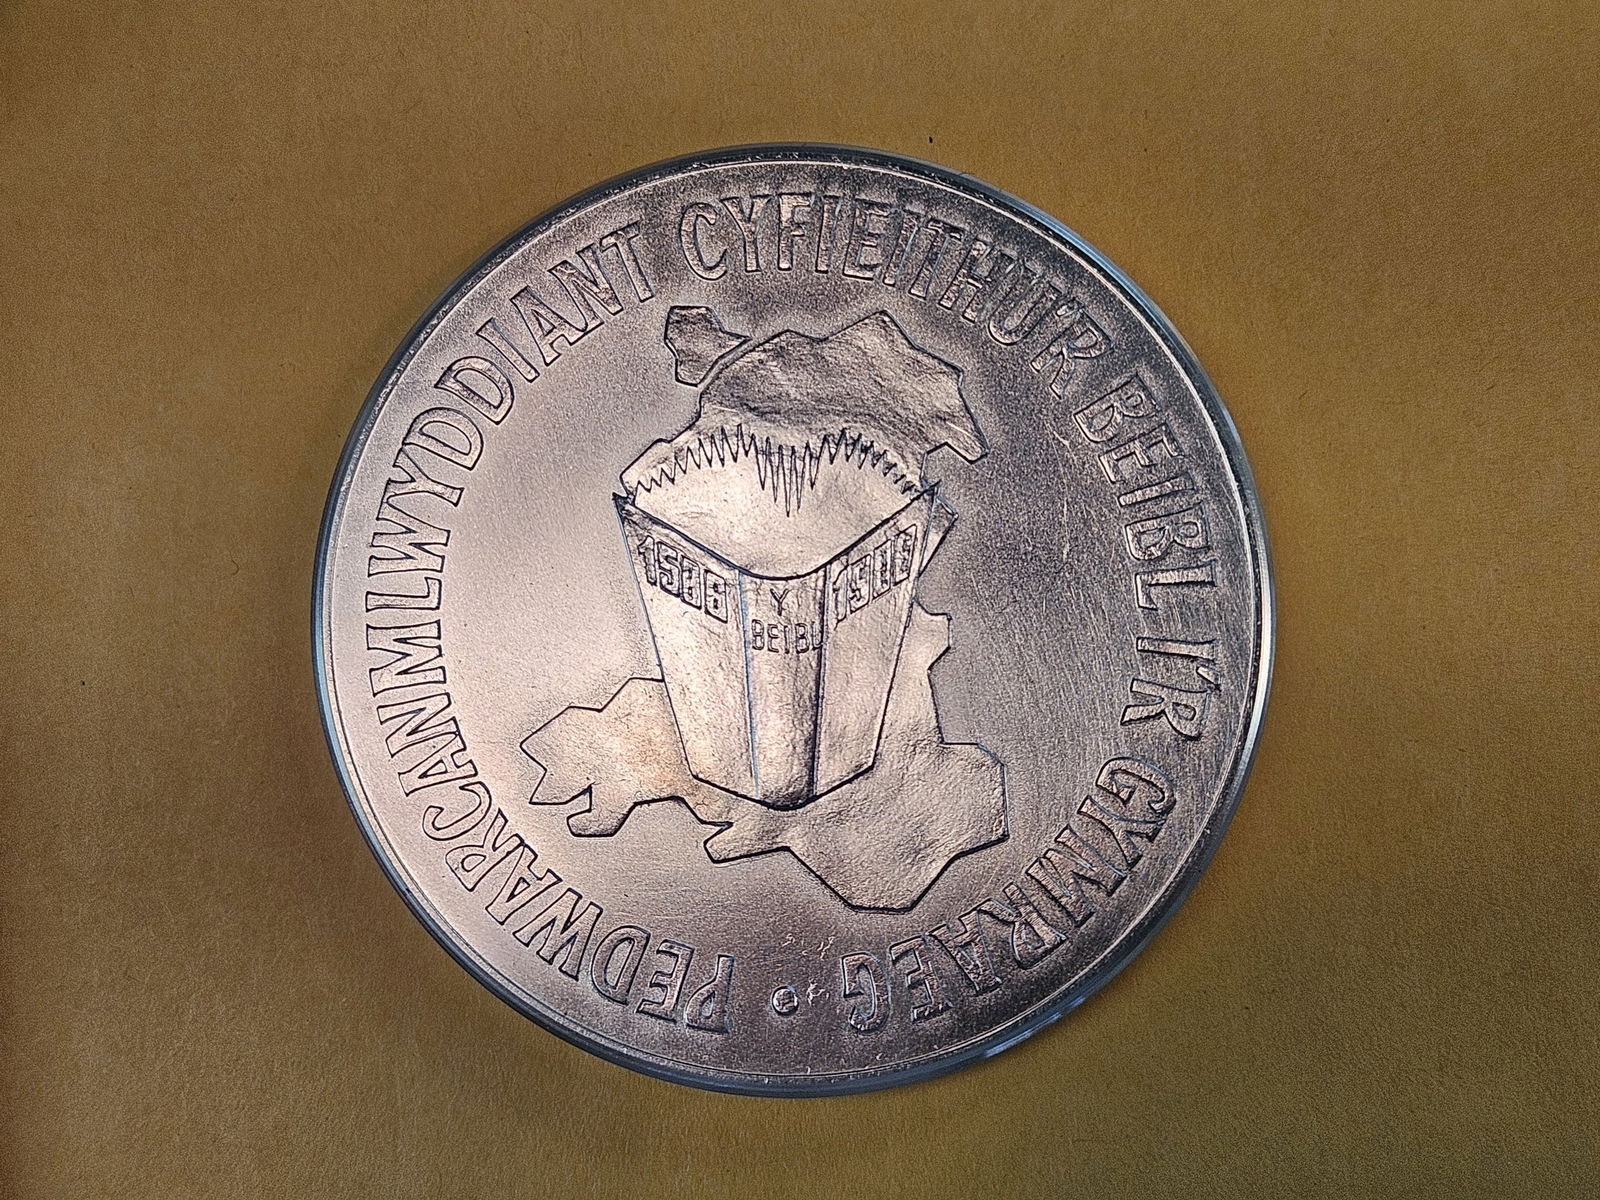 PEDWARCANMLWYDDIANT CYFIEITHU'R BEIBL I'R GYMRAEG •
1588
1988
Y
BEIBL